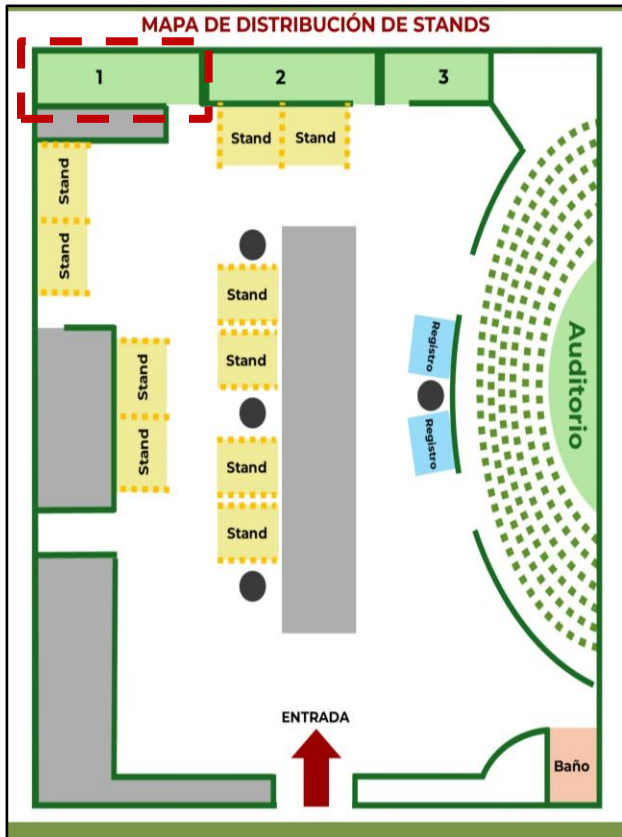 MAPA DE DISTRIBUCIÓN DE STANDS
1
2
3
Stand
Stand
Stand
Stand
Stand
Stand
Stand
Stand
Stand
Stand
Registro
Registro
Auditorio
ENTRADA
Baño